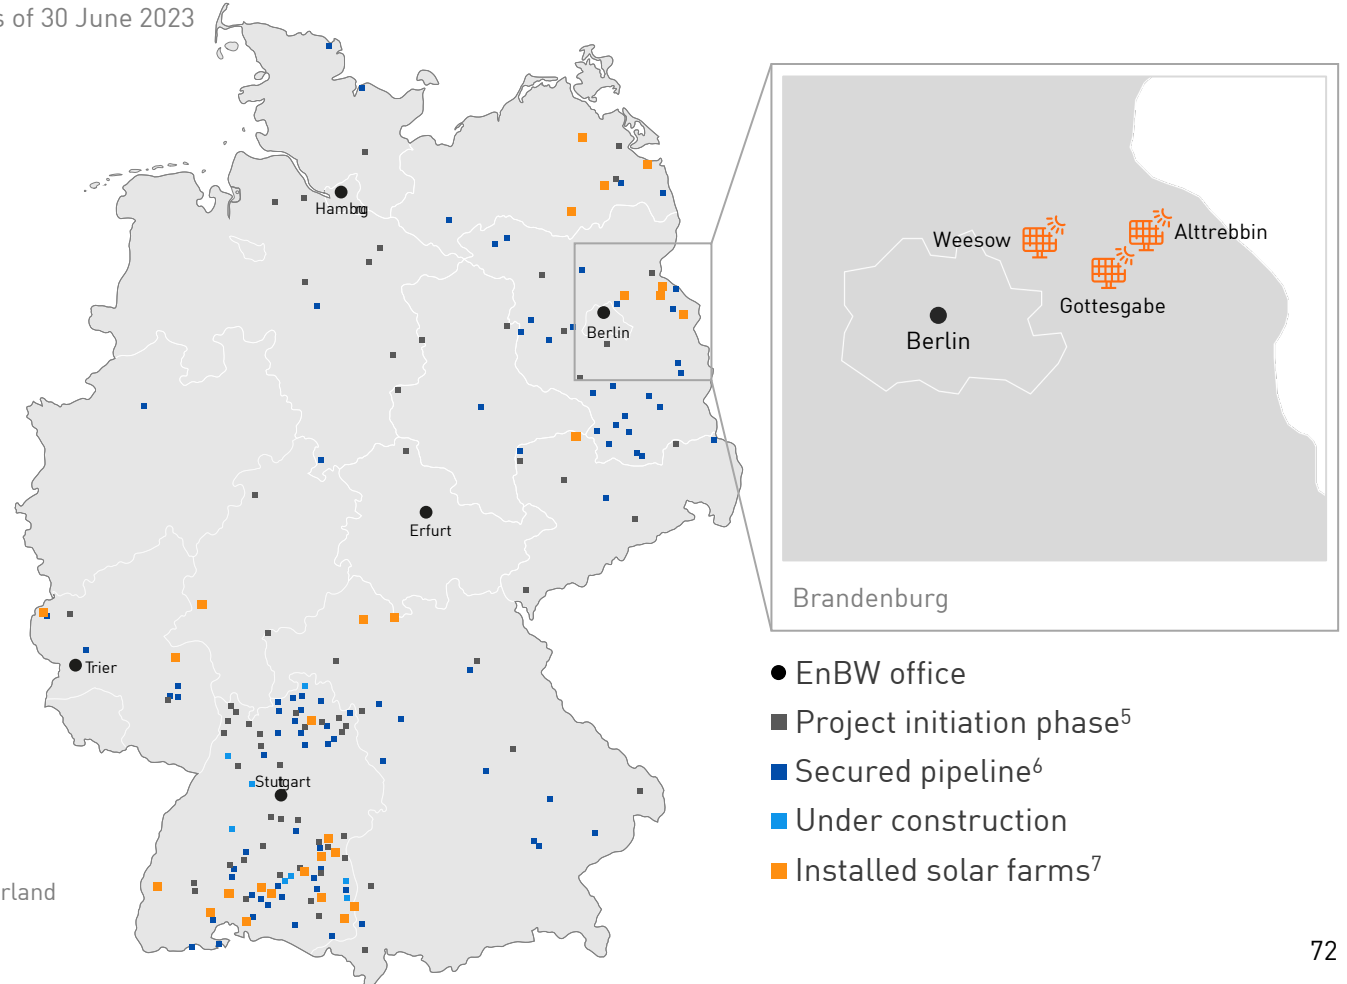 s of 30 June 2023
Hambg
Weesow
Alttrebbin
Gottesgabe
Berlin
Berlin
Erfurt
Brandenburg
Trier
EnBW office
Project initiation phase5
Secured pipeline6
Stuttgart
Under construction
Installed solar farms7
rland
72